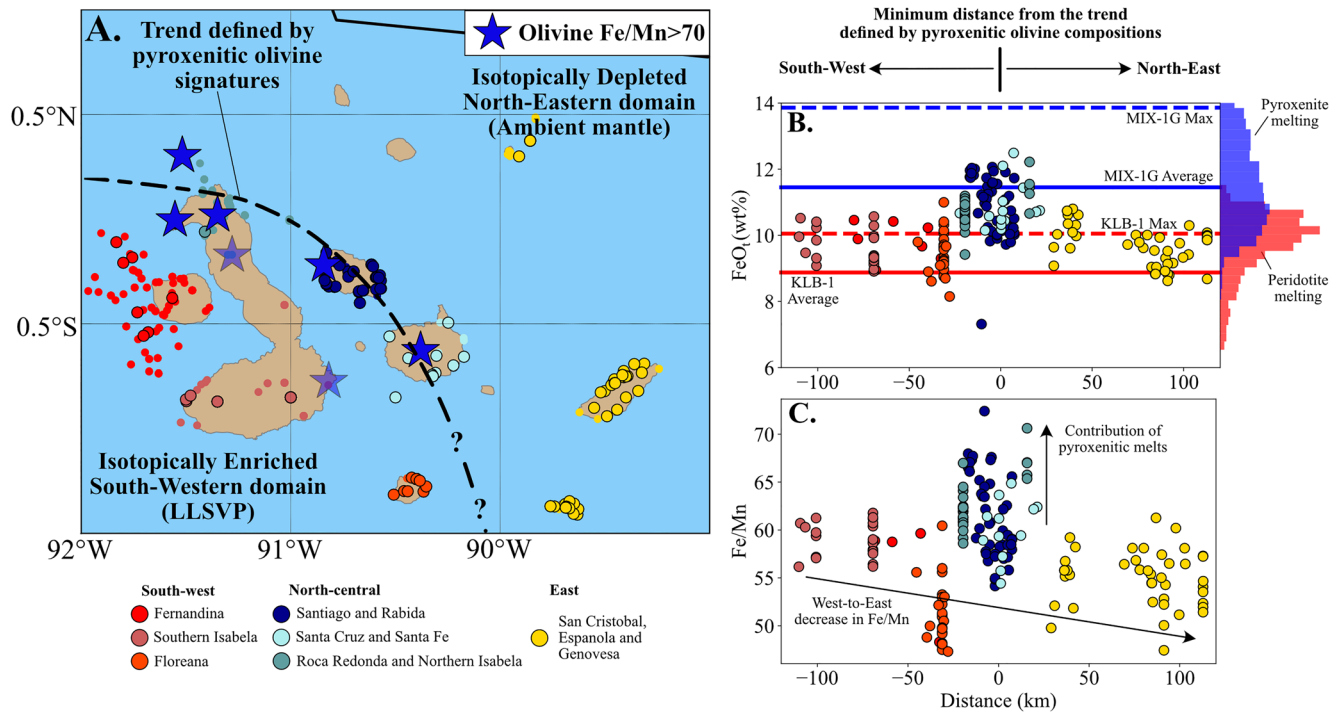 A.
Trend defined by
pyroxenitic olivine
signatures
Olivine Fe/Mn>70
Isotopically Depleted
North-Eastern domain
(Ambient mantle)
0.5°N
0.5°S
Isotopically Enriched
South-Western domain
(LLSVP)
?
?
92°W
91°W
90°W
South-west
Fernandina
Southern Isabela
Floreana
North-central
Santiago and Rabida
Santa Cruz and Santa Fe
Roca Redonda and Northern Isabela
East
San Cristobal,
Espanola and
Genovesa
Minimum distance from the trend
defined by pyroxenitic olivine compositions
South-West
North-East
B.
FeOt (wt%)
14
12
10
8
6
MIX-1G Max
MIX-1G Average
KLB-1 Max
KLB-1
Average
Pyroxenite
melting
Peridotite
melting
−100
−50
0
50
100
C.
Fe/Mn
70
65
60
55
50
Contribution of
pyroxenitic melts
West-to-East
decrease in Fe/Mn
−100
−50
0
50
100
Distance (km)